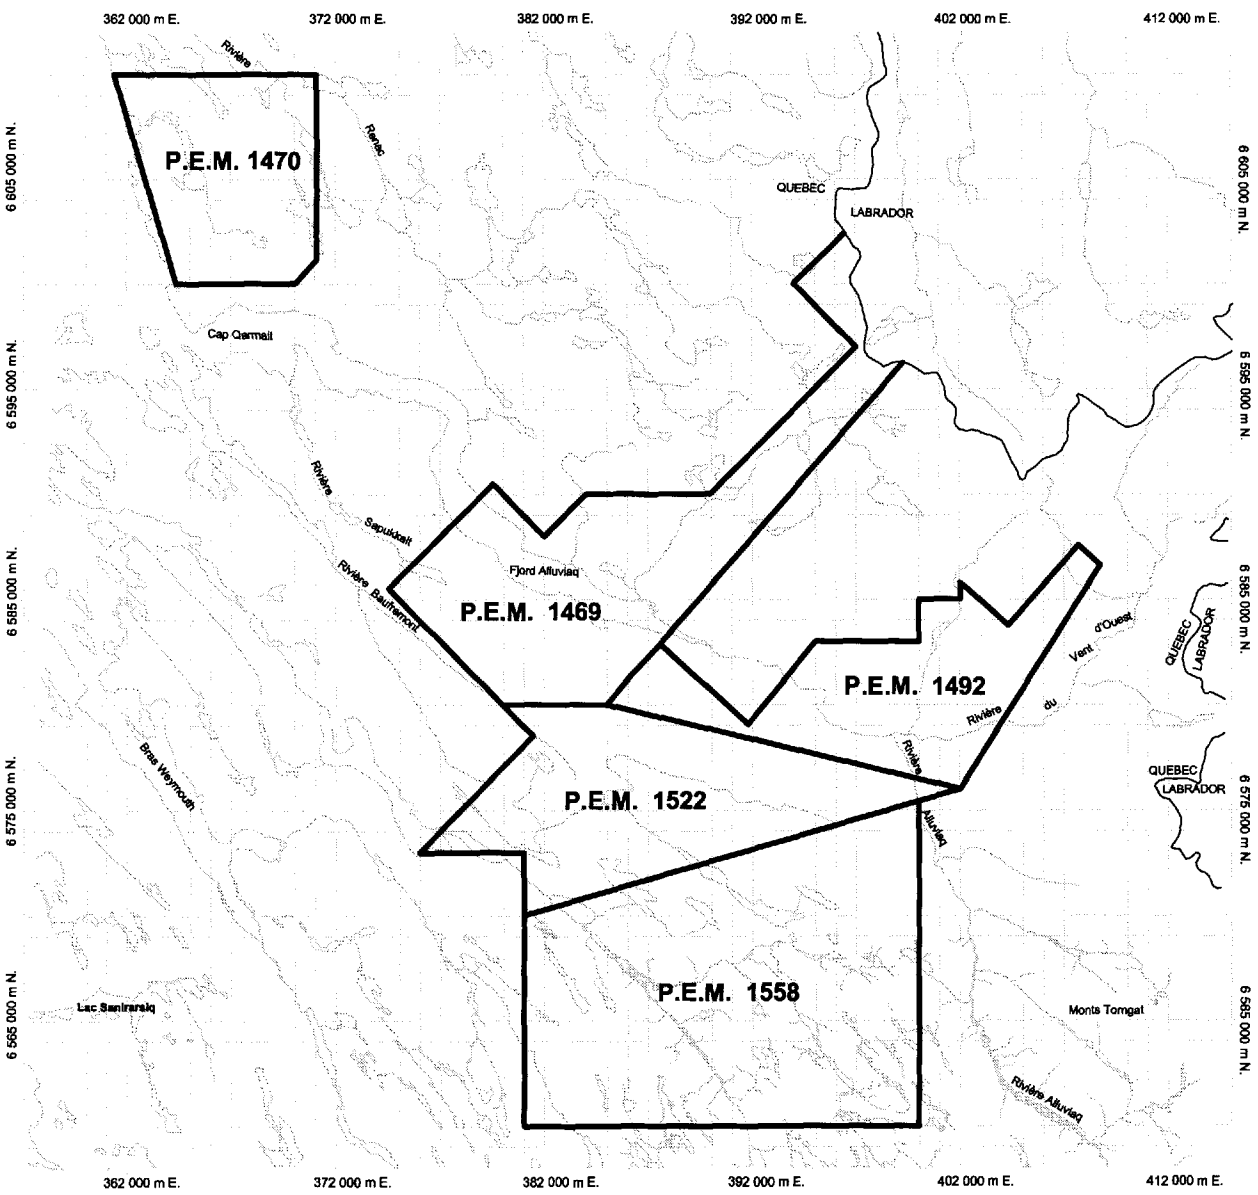 362 000 m E. 372 000 m E. 382 000 m E. 392 000 m E. 402 000 m E. 412 000 m E.
Rivière
Renac
P.E.M. 1470
6 605 000 m N.
6 605 000 m N.
QUEBEC
LABRADOR
Cap Qarmait
6 595 000 m N.
6 595 000 m N.
Rivière
Sapukkait
Rivière Bauffremont
Fjord Alluviaq
P.E.M. 1469
6 585 000 m N.
6 585 000 m N.
d'Ouest
Vent
du
Rivière
QUEBEC
LABRADOR
P.E.M. 1492
Bras Weymouth
Rivière
Alluviaq
QUEBEC
LABRADOR
P.E.M. 1522
6 575 000 m N.
6 575 000 m N.
P.E.M. 1558
Lac Sanirarsiq
Monts Torngat
6 565 000 m N.
6 565 000 m N.
Rivière Alluviaq
362 000 m E. 372 000 m E. 382 000 m E. 392 000 m E. 402 000 m E. 412 000 m E.